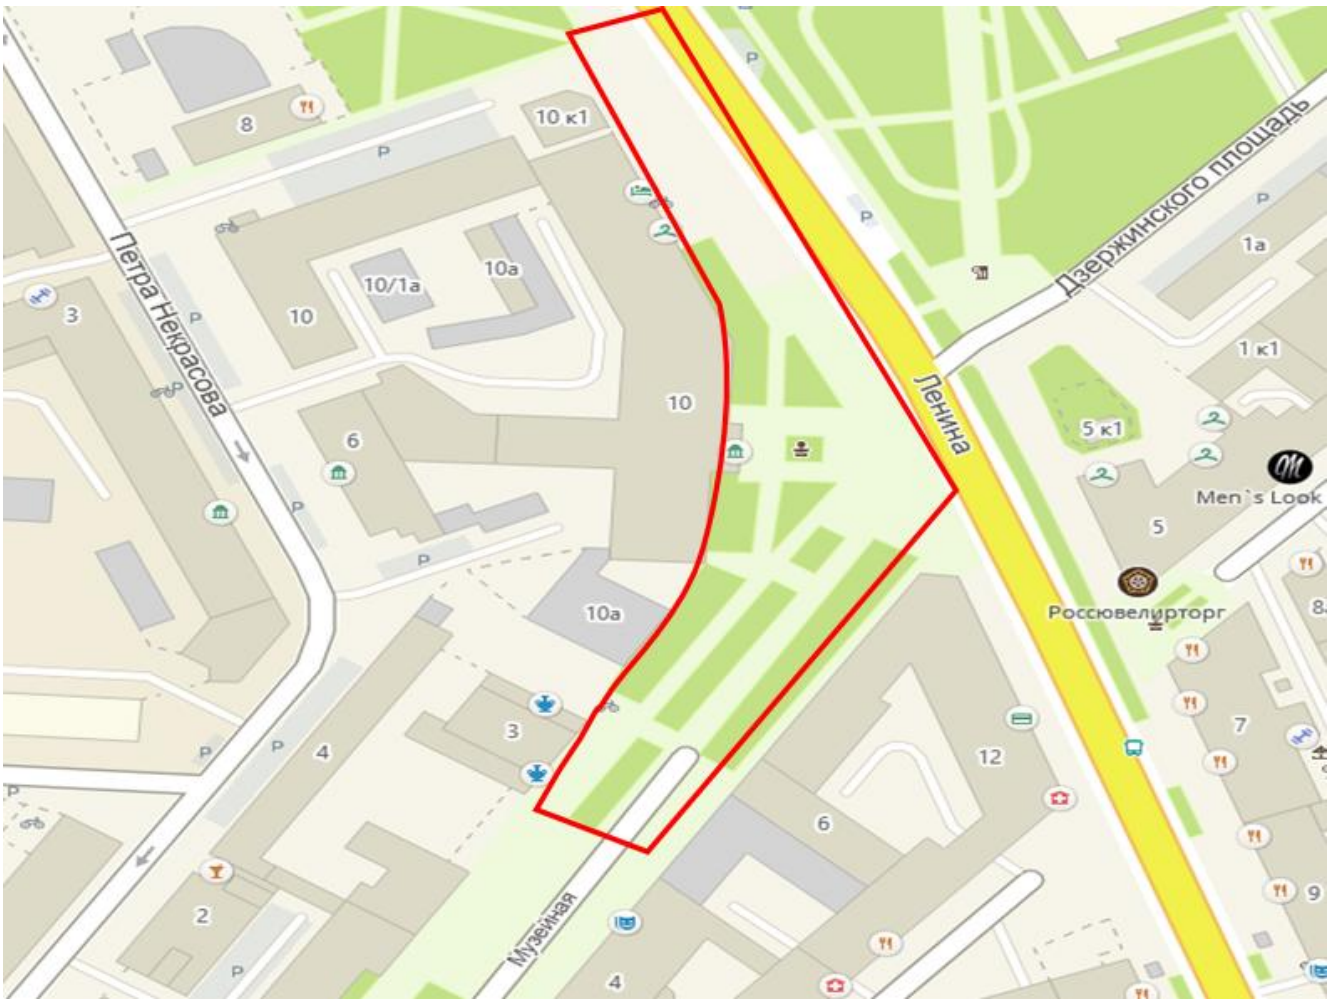 P
10 к1
8
P
P
Дзержинского площадь
P
1а
10а
10/1а
Петра Некрасова
3
P
10
1 к1
P
10
Ленина
5 к1
6
Men`s Look
P
5
P
10а
Россювелирторг
8
3
7
P
P
4
12
P
6
9
2
Музейная
P
4